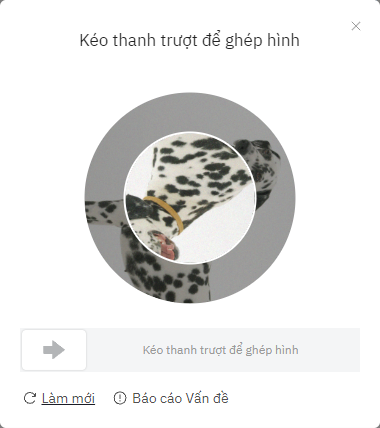 Kéo thanh trượt để ghép hình
Kéo thanh trượt để ghép hình
Làm mới
Báo cáo Vấn đề